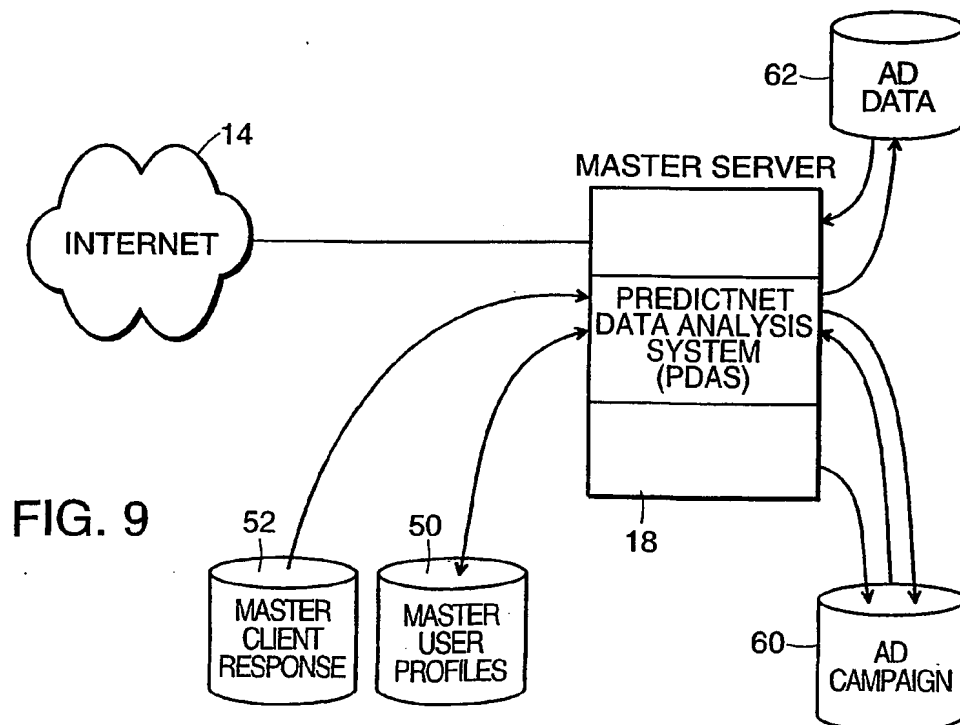 62
AD
DATA
14
MASTER SERVER
INTERNET
PREDICTNET
DATA ANALYSIS
SYSTEM
(PDAS)
FIG. 9
52
50
18
MASTER
CLIENT
RESPONSE
MASTER
USER
PROFILES
60
AD
CAMPAIGN